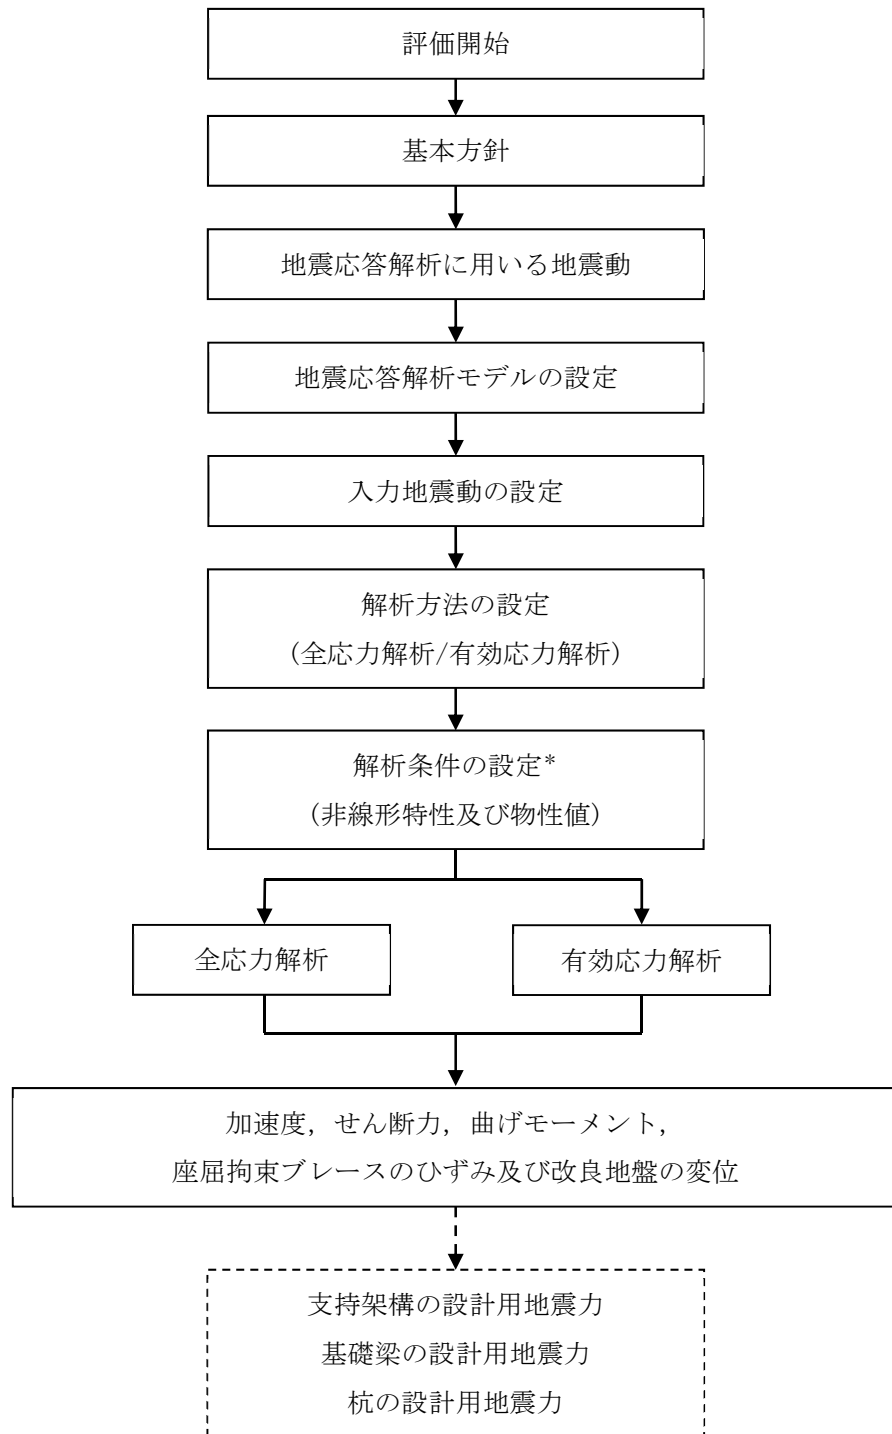 評価開始
基本方針
地震応答解析に用いる地震動
地震応答解析モデルの設定
入力地震動の設定
解析方法の設定
(全応力解析/有効応力解析)
解析条件の設定*
(非線形特性及び物性値)
全応力解析
有効応力解析
加速度，せん断力，曲げモーメント，
座屈拘束ブレースのひずみ及び改良地盤の変位
支持架構の設計用地震力
基礎梁の設計用地震力
杭の設計用地震力